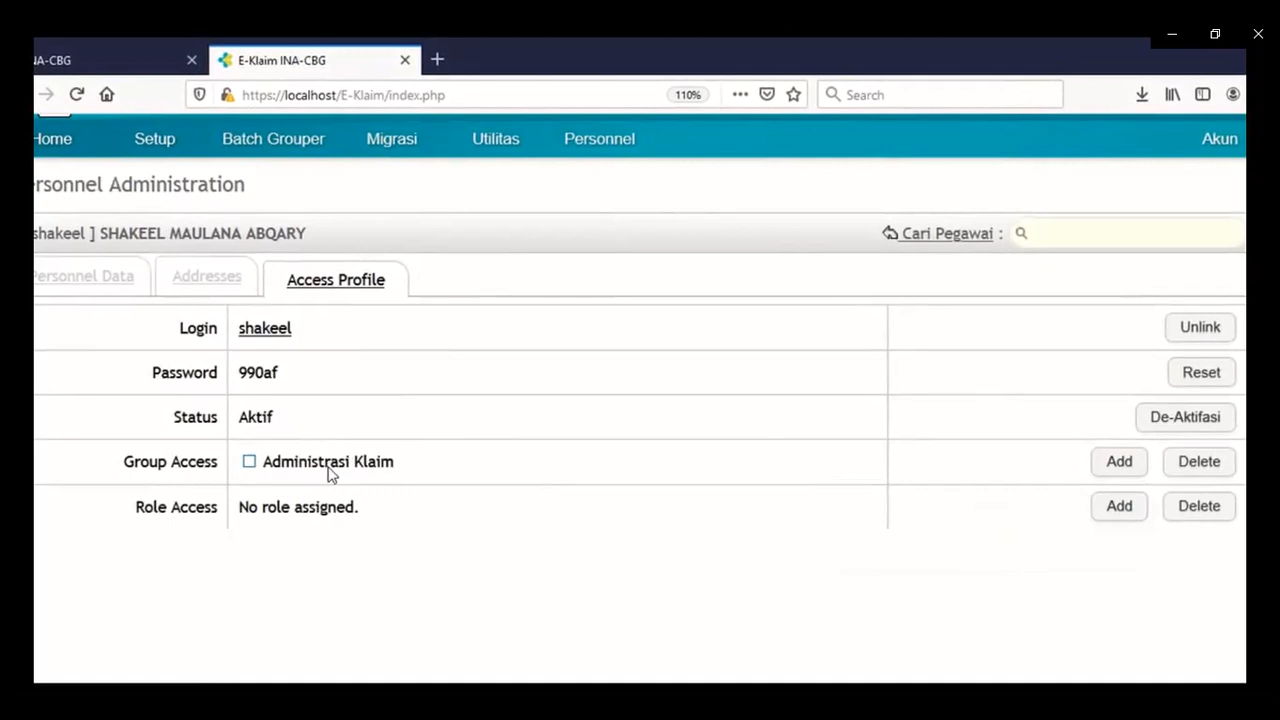 NA-CBG
E-Klaim INA-CBG
https://localhost/E-Klaim/index.php
110%
Search
Home Setup Batch Grouper Migrasi Utilitas Personnel Akun
ersonnel Administration
shakeel ] SHAKEEL MAULANA ABQARY
Cari Pegawai :
Personnel Data Addresses Access Profile
Login shakeel Unlink
Password 990af Reset
Status Aktif De-Aktifasi
Group Access Administrasi Klaim Add Delete
Role Access No role assigned. Add Delete